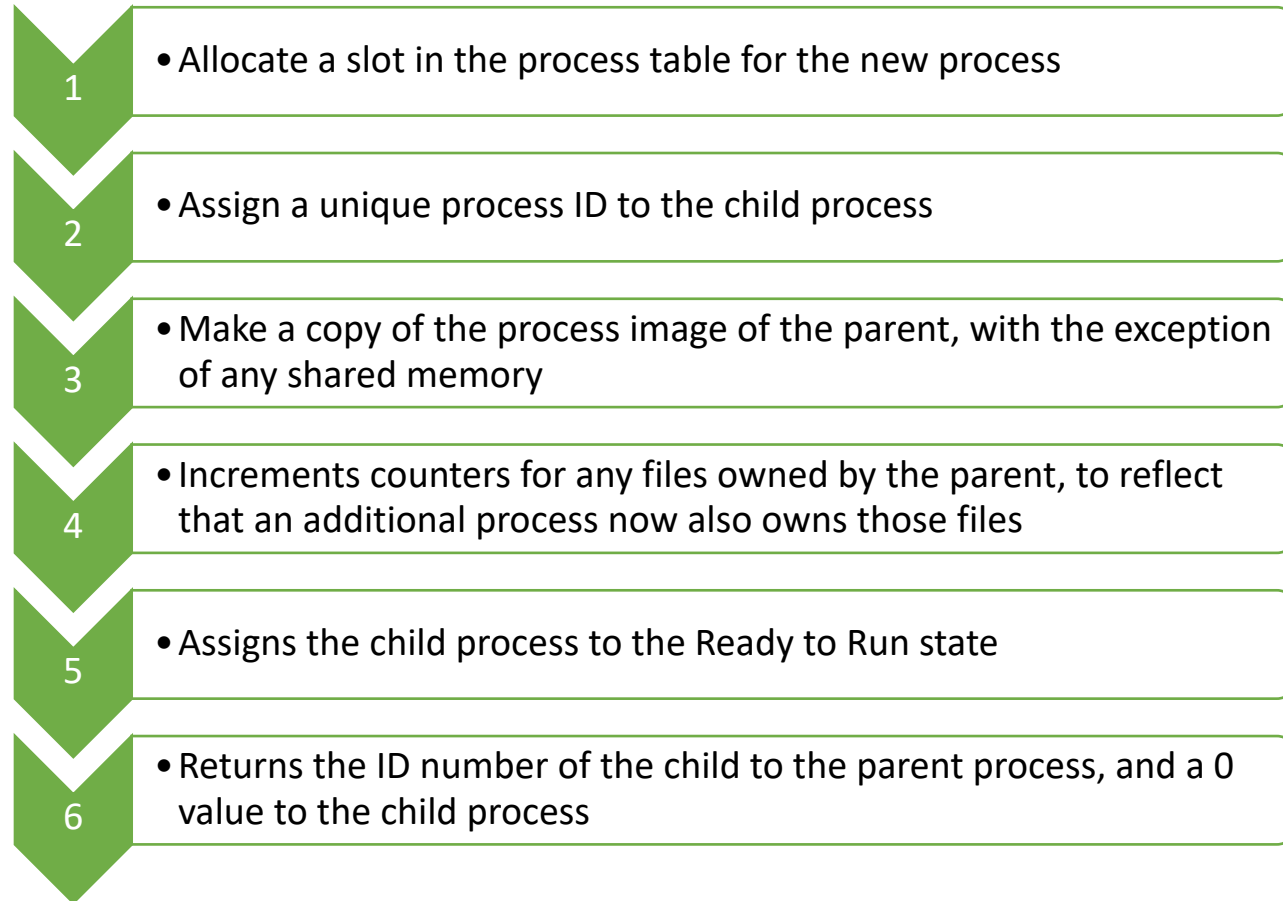 1
•Allocate a slot in the process table for the new process
2
•Assign a unique process ID to the child process
3
•Make a copy of the process image of the parent, with the exception
of any shared memory
4
•Increments counters for any files owned by the parent, to reflect
that an additional process now also owns those files
5
•Assigns the child process to the Ready to Run state
6
•Returns the ID number of the child to the parent process, and a 0
value to the child process